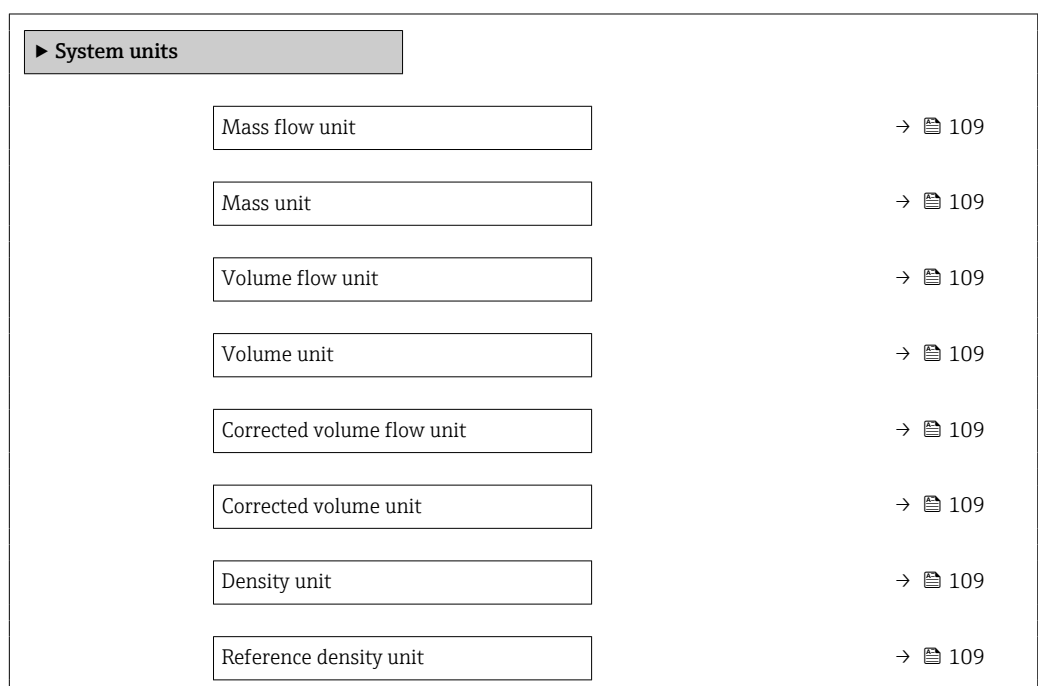 ▶ System units
Mass flow unit → 109
Mass unit → 109
Volume flow unit → 109
Volume unit → 109
Corrected volume flow unit → 109
Corrected volume unit → 109
Density unit → 109
Reference density unit → 109